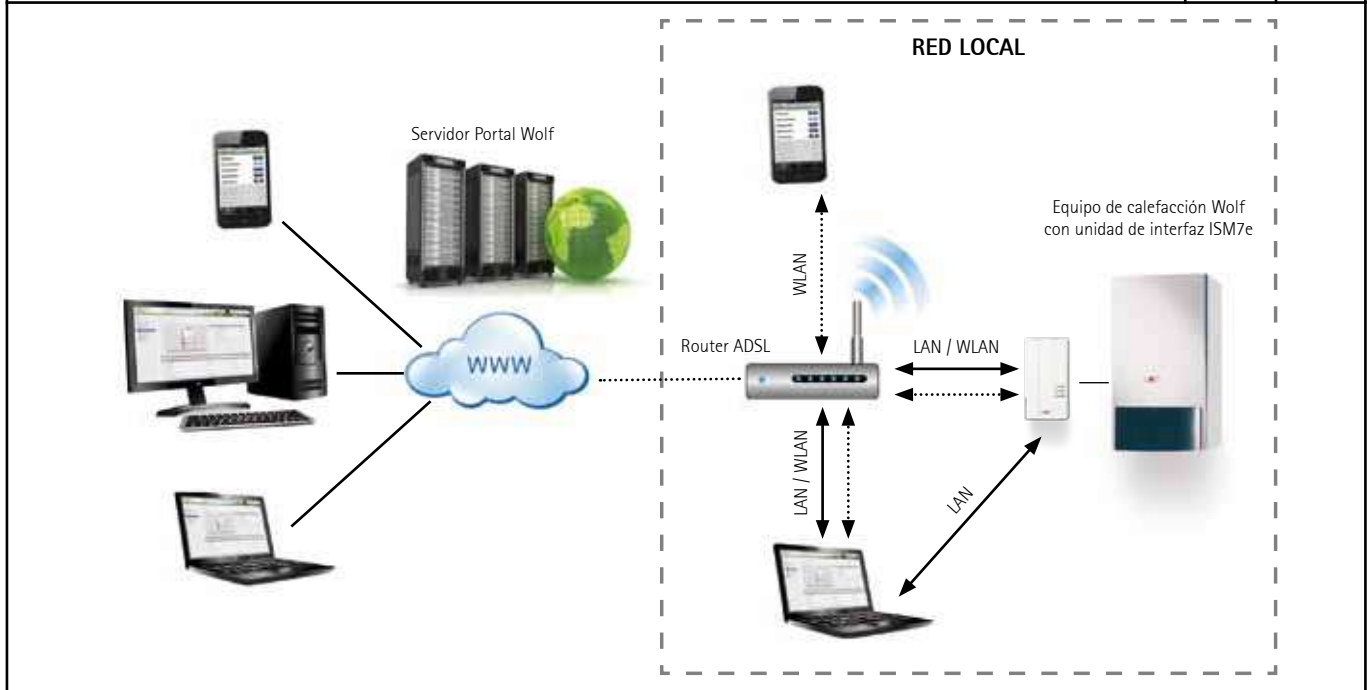 RED LOCAL
Servidor Portal Wolf
Equipo de calefacción Wolf
con unidad de interfaz ISM7e
WLAN
Router ADSL
LAN / WLAN
WWW
LAN / WLAN
LAN